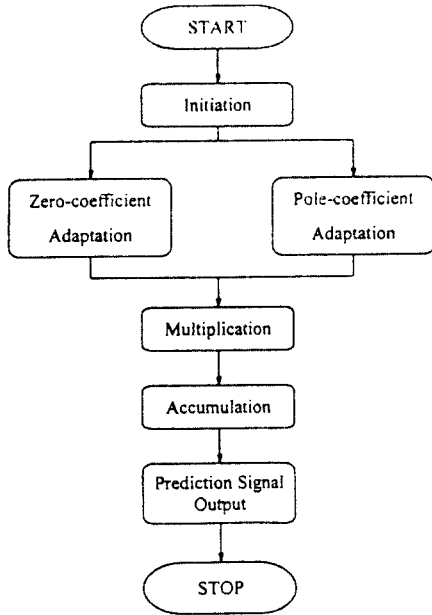 START
Initiation
Zero-coefficient
Adaptation
Pole-coefficient
Adaptation
Multiplication
Accumulation
Prediction Signal
Output
STOP